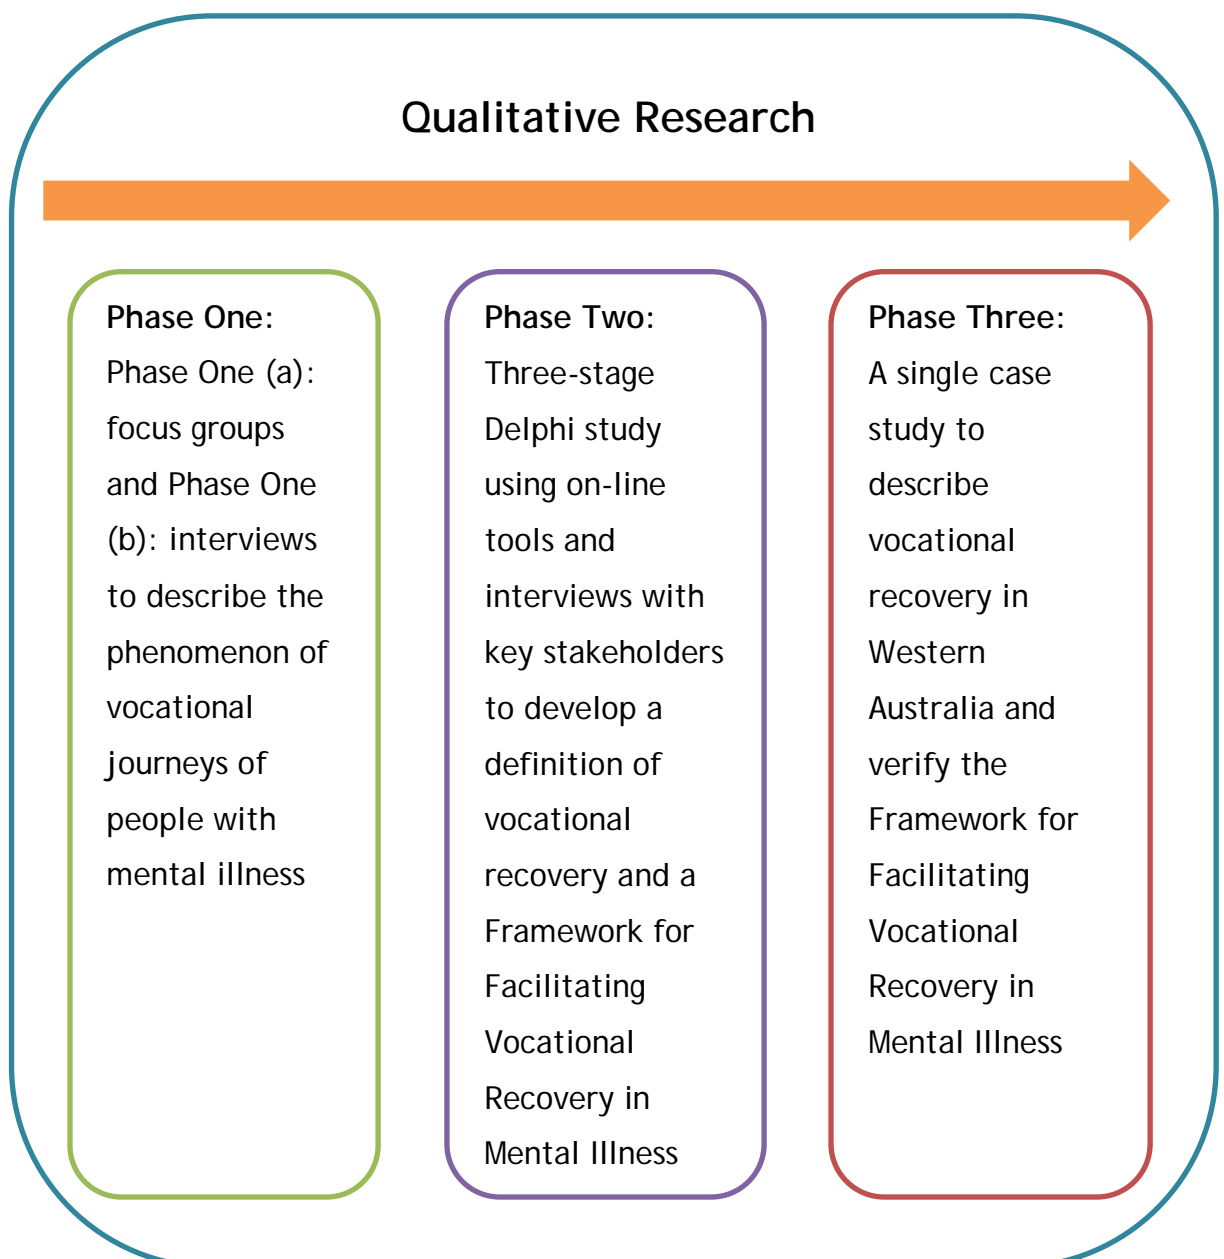 Qualitative Research
Phase One:
Phase One (a):
focus groups
and Phase One
(b): interviews
to describe the
phenomenon of
vocational
journeys of
people with
mental illness
Phase Two:
Three-stage
Delphi study
using on-line
tools and
interviews with
key stakeholders
to develop a
definition of
vocational
recovery and a
Framework for
Facilitating
Vocational
Recovery in
Mental Illness
Phase Three:
A single case
study to
describe
vocational
recovery in
Western
Australia and
verify the
Framework for
Facilitating
Vocational
Recovery in
Mental Illness